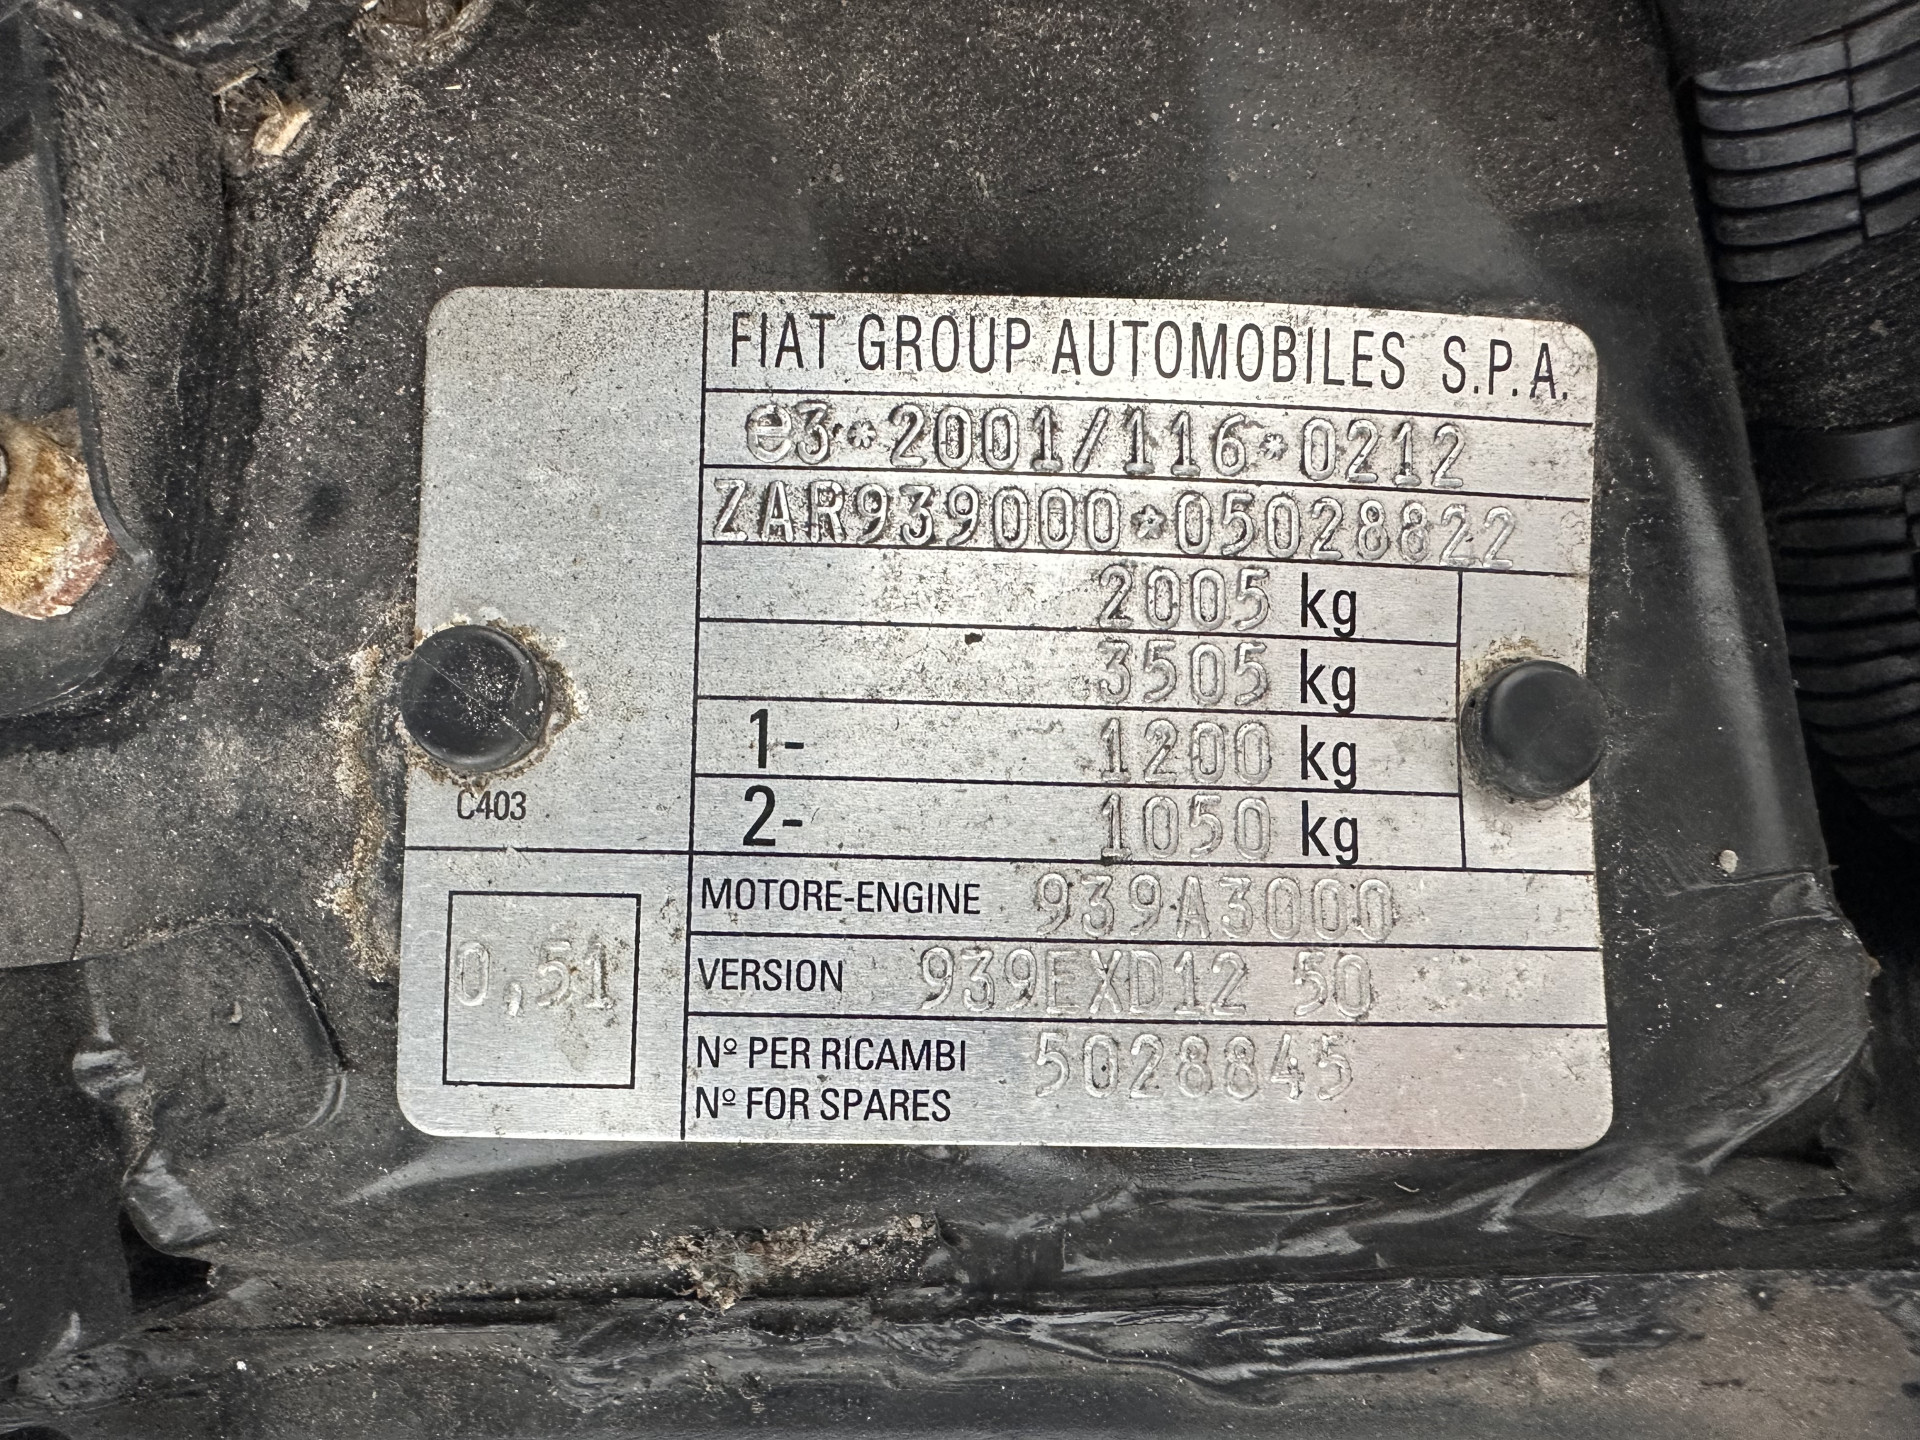 FIAT GROUP AUTOMOBILES S.P.A.
e3*2001/116*0212
ZAR939000*05028822
2005 kg
3505 kg
1- 1200 kg
2- 1050 kg
C403
MOTORE-ENGINE 939A3000
0,51
VERSION 939EXD12 50
Nº PER RICAMBI 5028845
Nº FOR SPARES